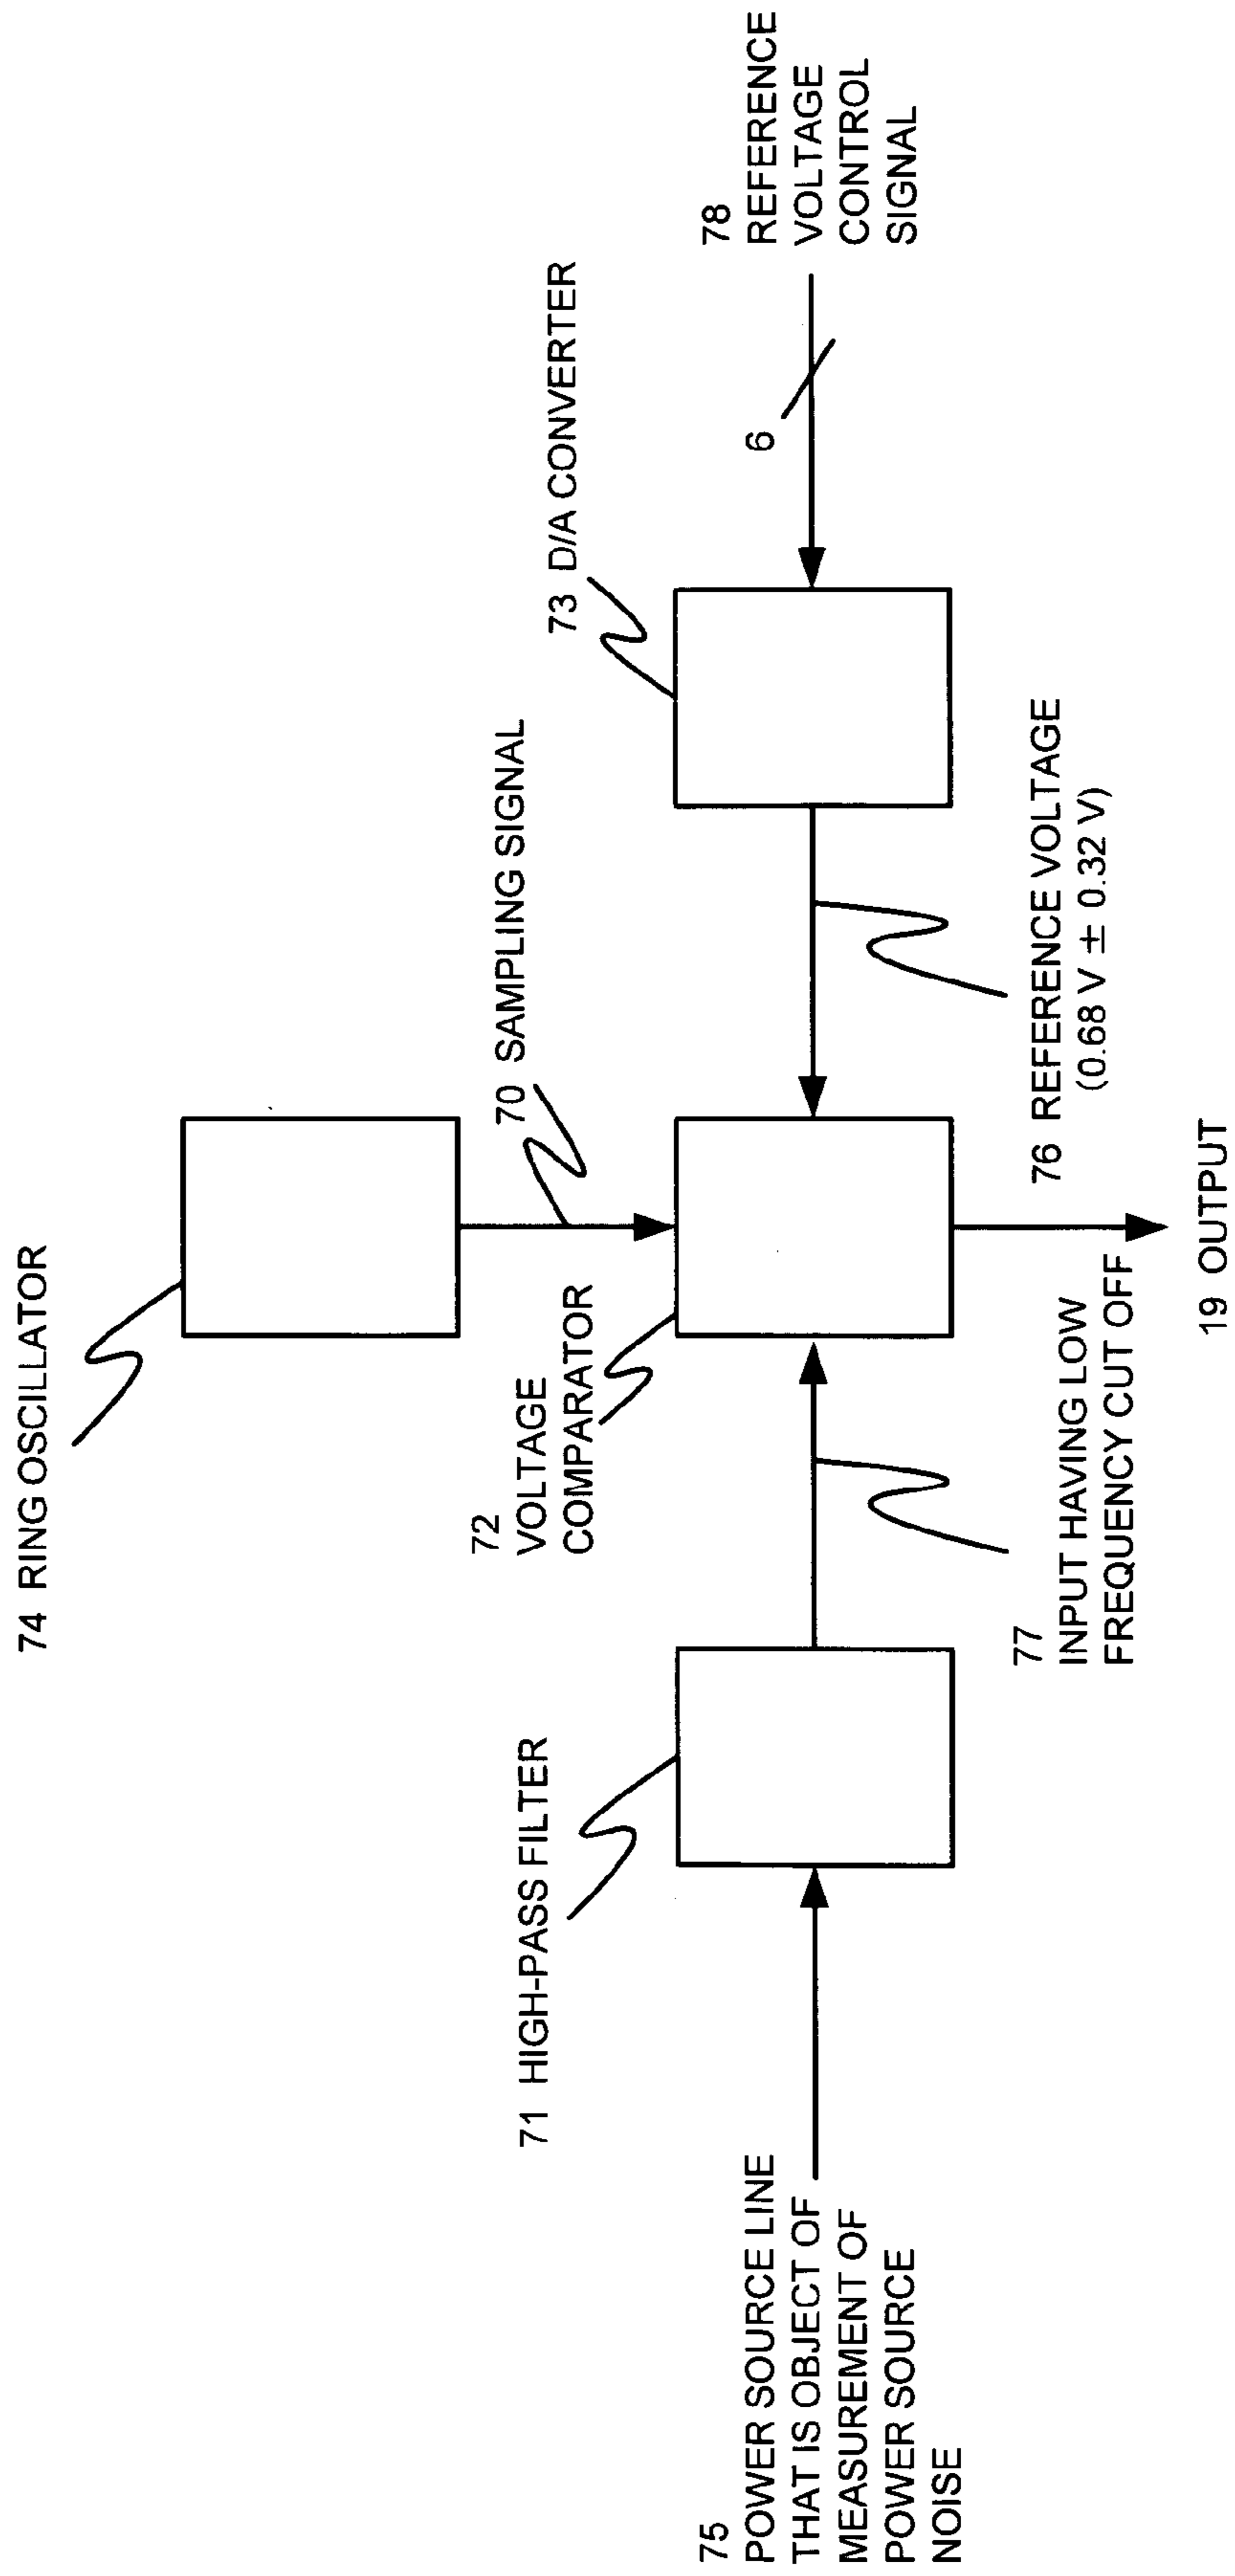 74 RING OSCILLATOR
70 SAMPLING SIGNAL
72
VOLTAGE
COMPARATOR
71 HIGH-PASS FILTER
73 D/A CONVERTER
75
POWER SOURCE LINE
THAT IS OBJECT OF
MEASUREMENT OF
POWER SOURCE
NOISE
6
78
REFERENCE
VOLTAGE
CONTROL
SIGNAL
77
INPUT HAVING LOW
FREQUENCY CUT OFF
76 REFERENCE VOLTAGE
(0.68 V ± 0.32 V)
19 OUTPUT